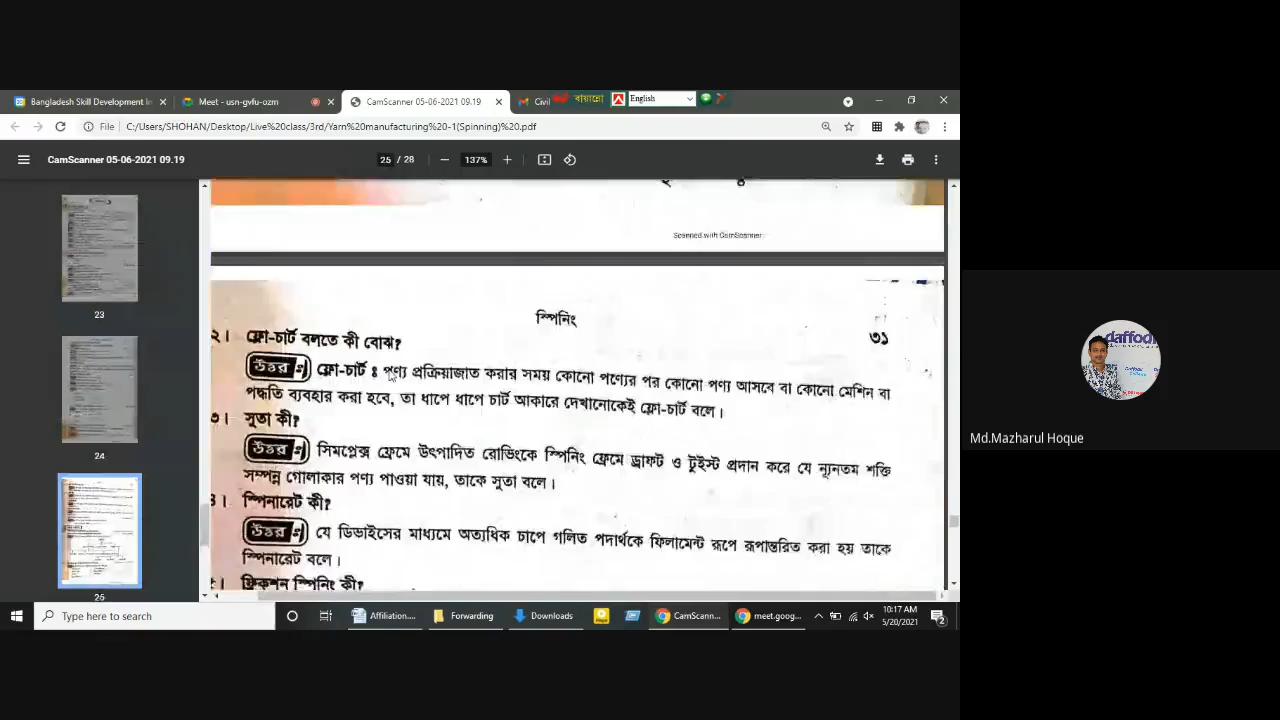 Bangladesh Skill Development In
Meet - usn-gvfu-ozm
CamScanner 05-06-2021 09.19
Civil
বায়ান্নো
English
File
C:/Users/SHOHAN/Desktop/Live%20class/3rd/Yarn%20manufacturing%20-1(Spinning)%20.pdf
CamScanner 05-06-2021 09.19
25 / 28
137%
23
24
25
Scanned with CamScanner
স্পিনিং
৩১
২। ফ্লো-চার্ট বলতে কী বোঝ?
উত্তর ঃ ফ্লো-চার্ট ঃ পণ্য প্রক্রিয়াজাত করার সময় কোনো পণ্যের পর কোনো পণ্য আসবে বা কোনো মেশিন বা
পদ্ধতি ব্যবহার করা হবে, তা ধাপে ধাপে চার্ট আকারে দেখানোকেই ফ্লো-চার্ট বলে।
৩। সূতা কী?
উত্তর ঃ সিমপ্লেক্স ফ্রেমে উৎপাদিত রোভিংকে স্পিনিং ফ্রেমে ড্রাফট ও টুইস্ট প্রদান করে যে ন্যূনতম শক্তি
সম্পন্ন গোলাকার পণ্য পাওয়া যায়, তাকে সূতা বলে।
৪। স্পিনারেট কী?
উত্তর ঃ যে ডিভাইসের মাধ্যমে অত্যধিক চাপে গলিত পদার্থকে ফিলামেন্ট রূপে রূপান্তরিত করা হয় তাকে
স্পিনারেট বলে।
ফ্রিকশন স্পিনিং কী?
daffodil
Md.Mazharul Hoque
Type here to search
Affiliation....
Forwarding
Downloads
CamScann...
meet.goog...
10:17 AM
5/20/2021
2